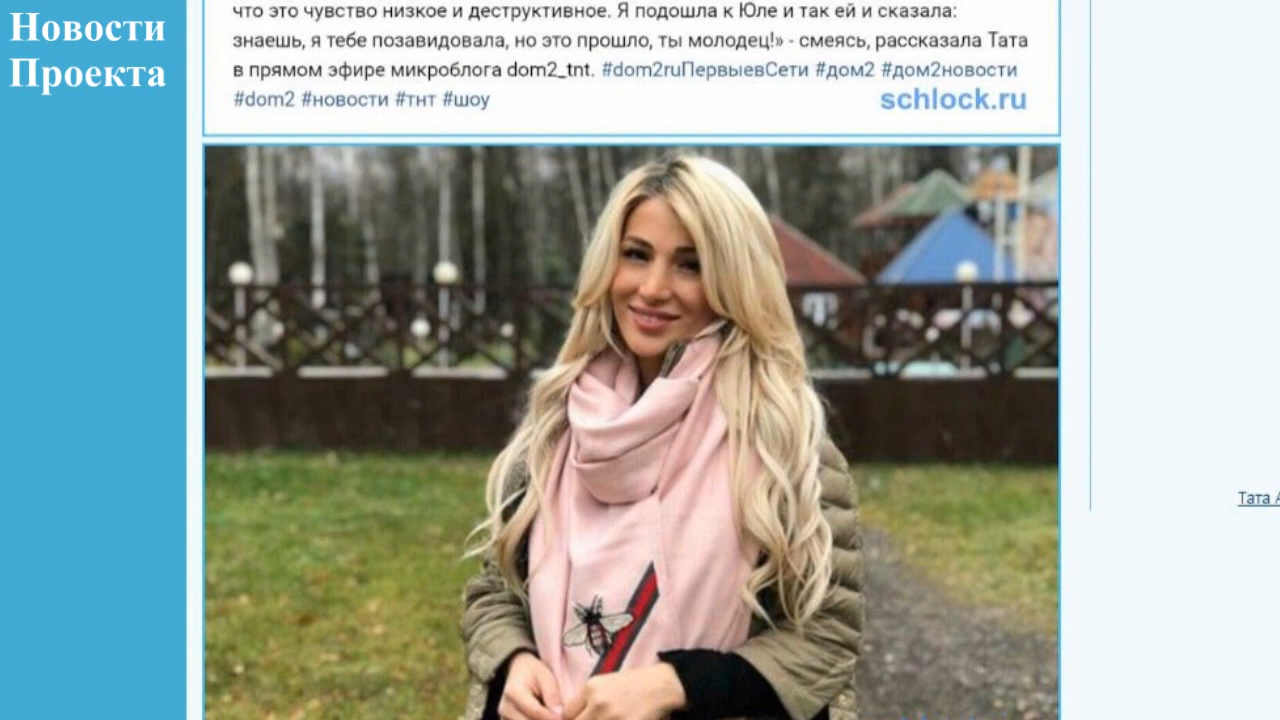 Новости
Проекта
что это чувство низкое и деструктивное. Я подошла к Юле и так ей и сказала:
знаешь, я тебе позавидовала, но это прошло, ты молодец!» - смеясь, рассказала Тата
в прямом эфире микроблога dom2_tnt. #dom2ruПервыевСети #дом2 #дом2новости
#dom2 #новости #тнт #шоу
schlock.ru
Тата А